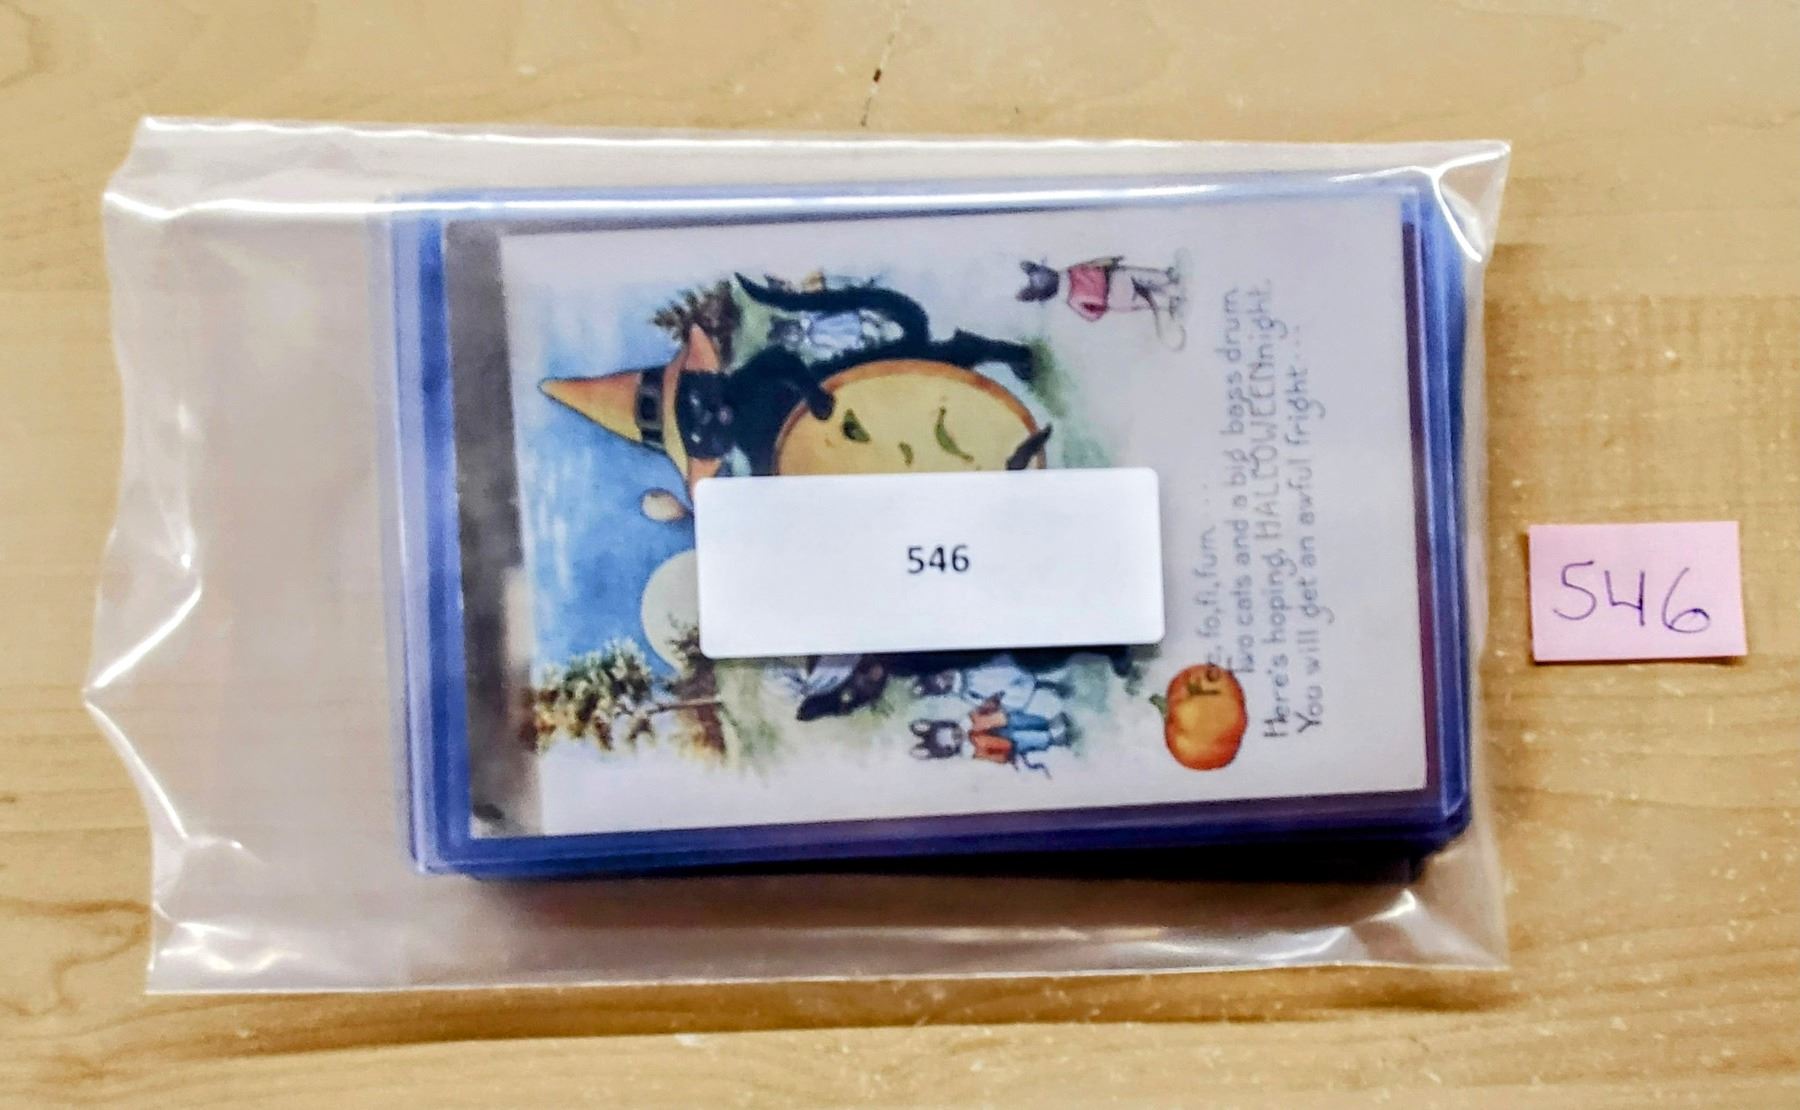 Fee, fo, fi, fum ...
Two cats and a big bass drum
Here's hoping, HALLOWEEN night
You will get an awful fright...
546
546